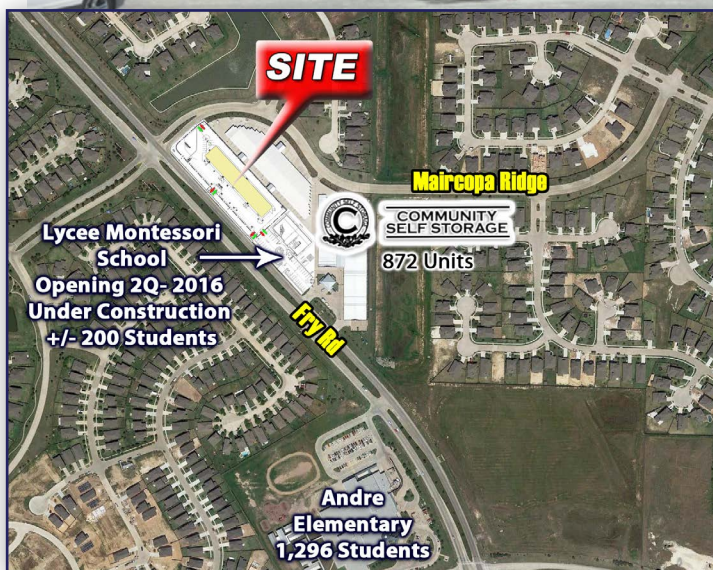 SITE
Maircopa Ridge
C
COMMUNITY
SELF STORAGE
872 Units
Lycee Montessori
School
Opening 2Q- 2016
Under Construction
+/- 200 Students
Fry Rd
Andre
Elementary
1,296 Students